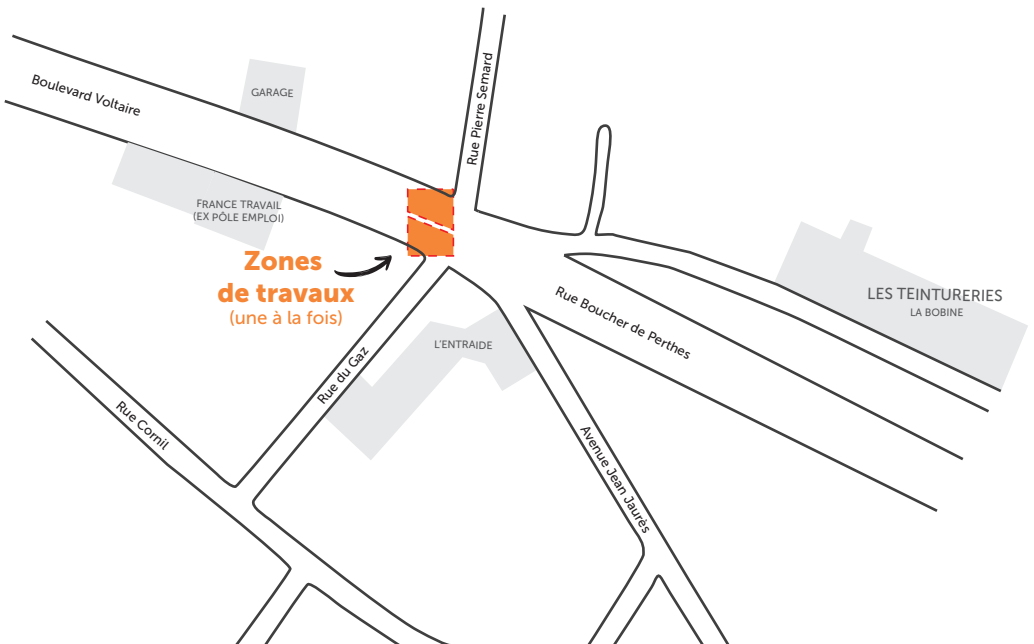 Boulevard Voltaire
GARAGE
Rue Pierre Semard
FRANCE TRAVAIL
(EX PÔLE EMPLOI)
Zones
de travaux
(une à la fois)
LES TEINTURERIES
LA BOBINE
Rue Boucher de Perthes
L'ENTRAIDE
Rue du Gaz
Rue Cornil
Avenue Jean Jaurès